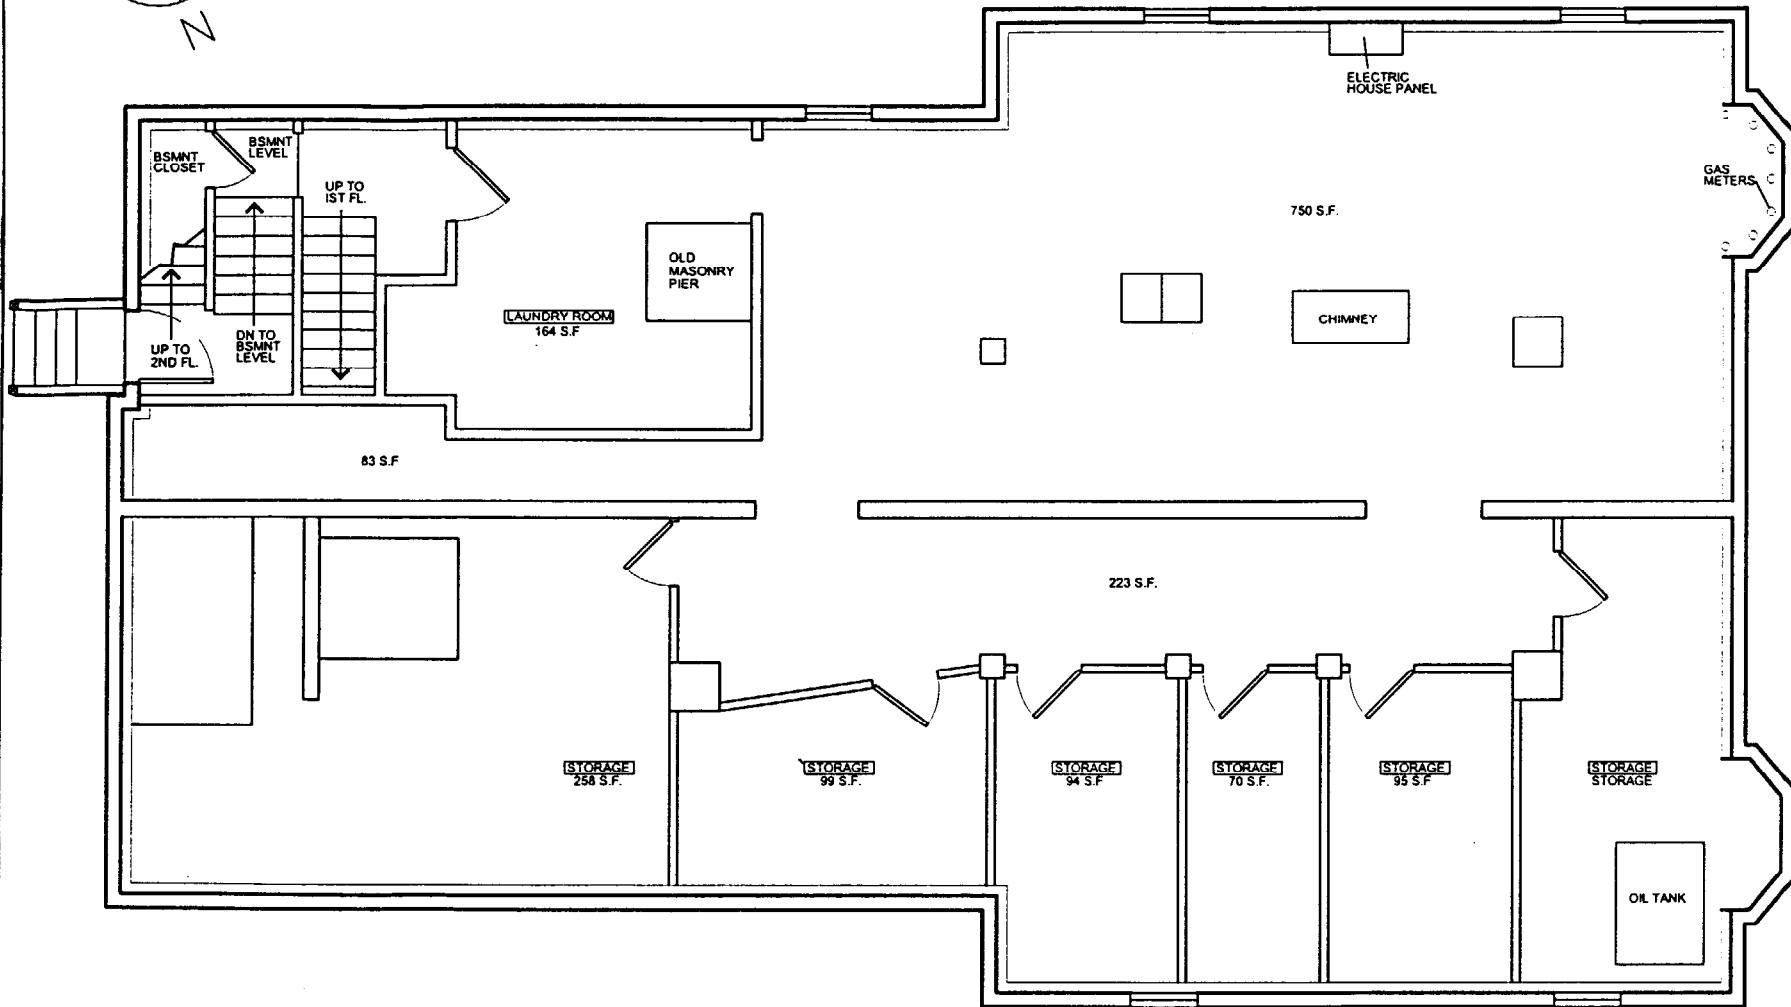 N
ELECTRIC
HOUSE PANEL
BSMNT
CLOSET
BSMNT
LEVEL
UP TO
1ST FL.
GAS
METERS
750 S.F.
OLD
MASONRY
PIER
LAUNDRY ROOM
164 S.F
CHIMNEY
UP TO
2ND FL.
DN TO
BSMNT
LEVEL
83 S.F
223 S.F.
STORAGE
258 S.F.
STORAGE
99 S.F.
STORAGE
94 S.F
STORAGE
70 S.F.
STORAGE
95 S.F
STORAGE
STORAGE
OIL TANK